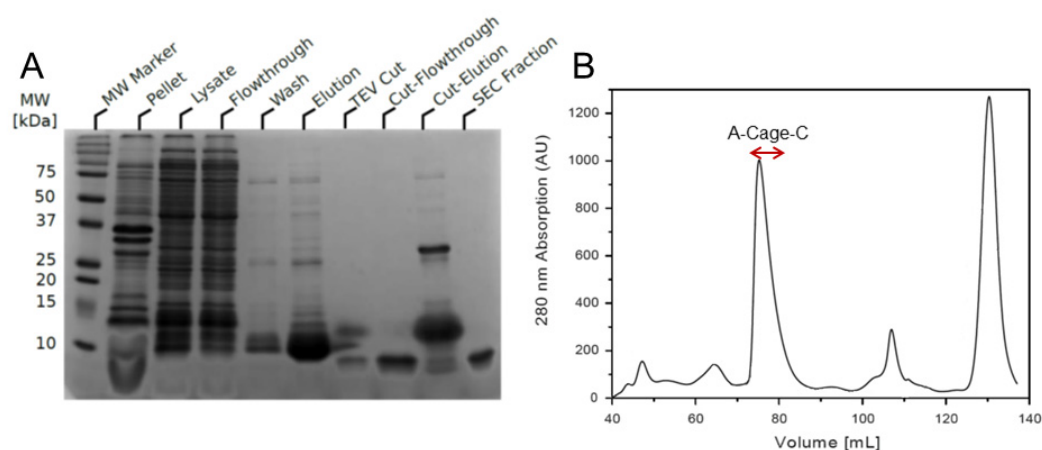 A
MW Marker
Pellet
Lysate
Flowthrough
Wash
Elution
TEV Cut
Cut-Flowthrough
Cut-Elution
SEC Fraction
MW
[kDa]
75
50
37
25
20
15
10
B
A-Cage-C
280 nm Absorption (AU)
1200
1000
800
600
400
200
0
40
60
80
100
120
140
Volume [mL]